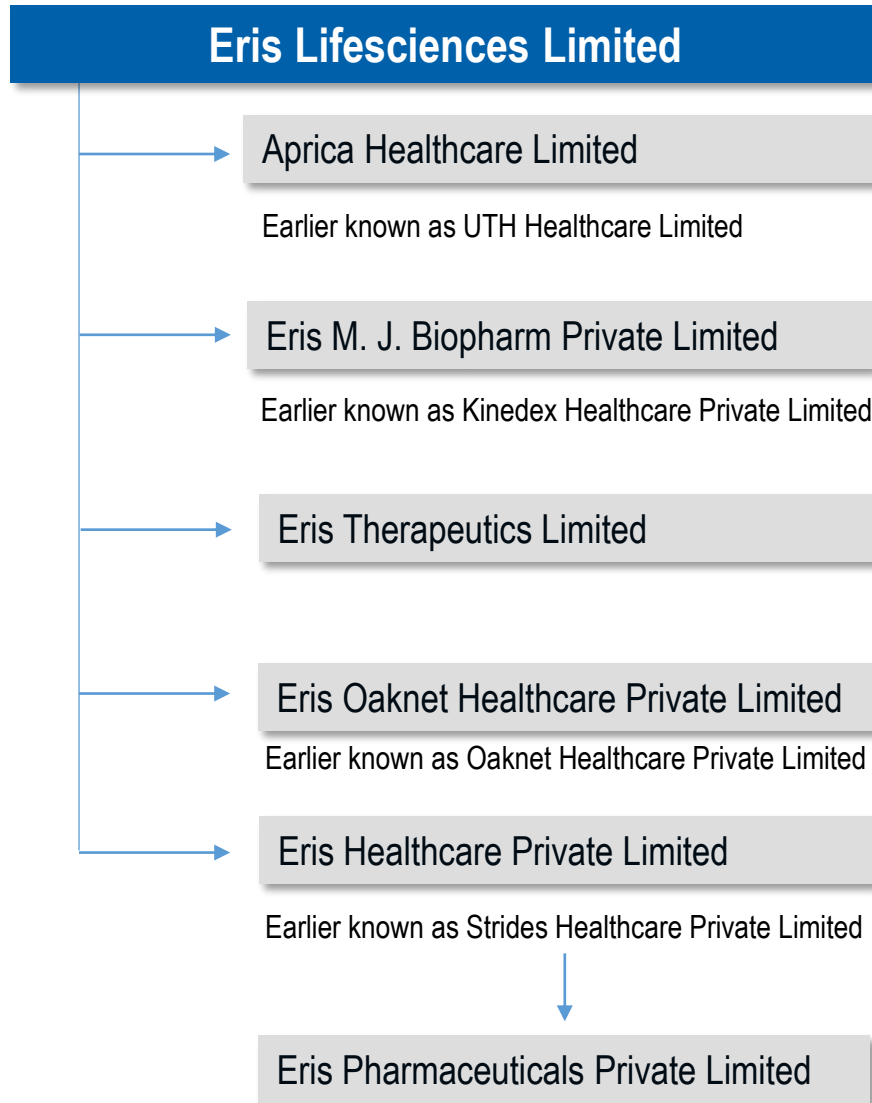 Eris Lifesciences Limited
Aprica Healthcare Limited
Earlier known as UTH Healthcare Limited
Eris M. J. Biopharm Private Limited
Earlier known as Kinedex Healthcare Private Limited
Eris Therapeutics Limited
Eris Oaknet Healthcare Private Limited
Earlier known as Oaknet Healthcare Private Limited
Eris Healthcare Private Limited
Earlier known as Strides Healthcare Private Limited
Eris Pharmaceuticals Private Limited